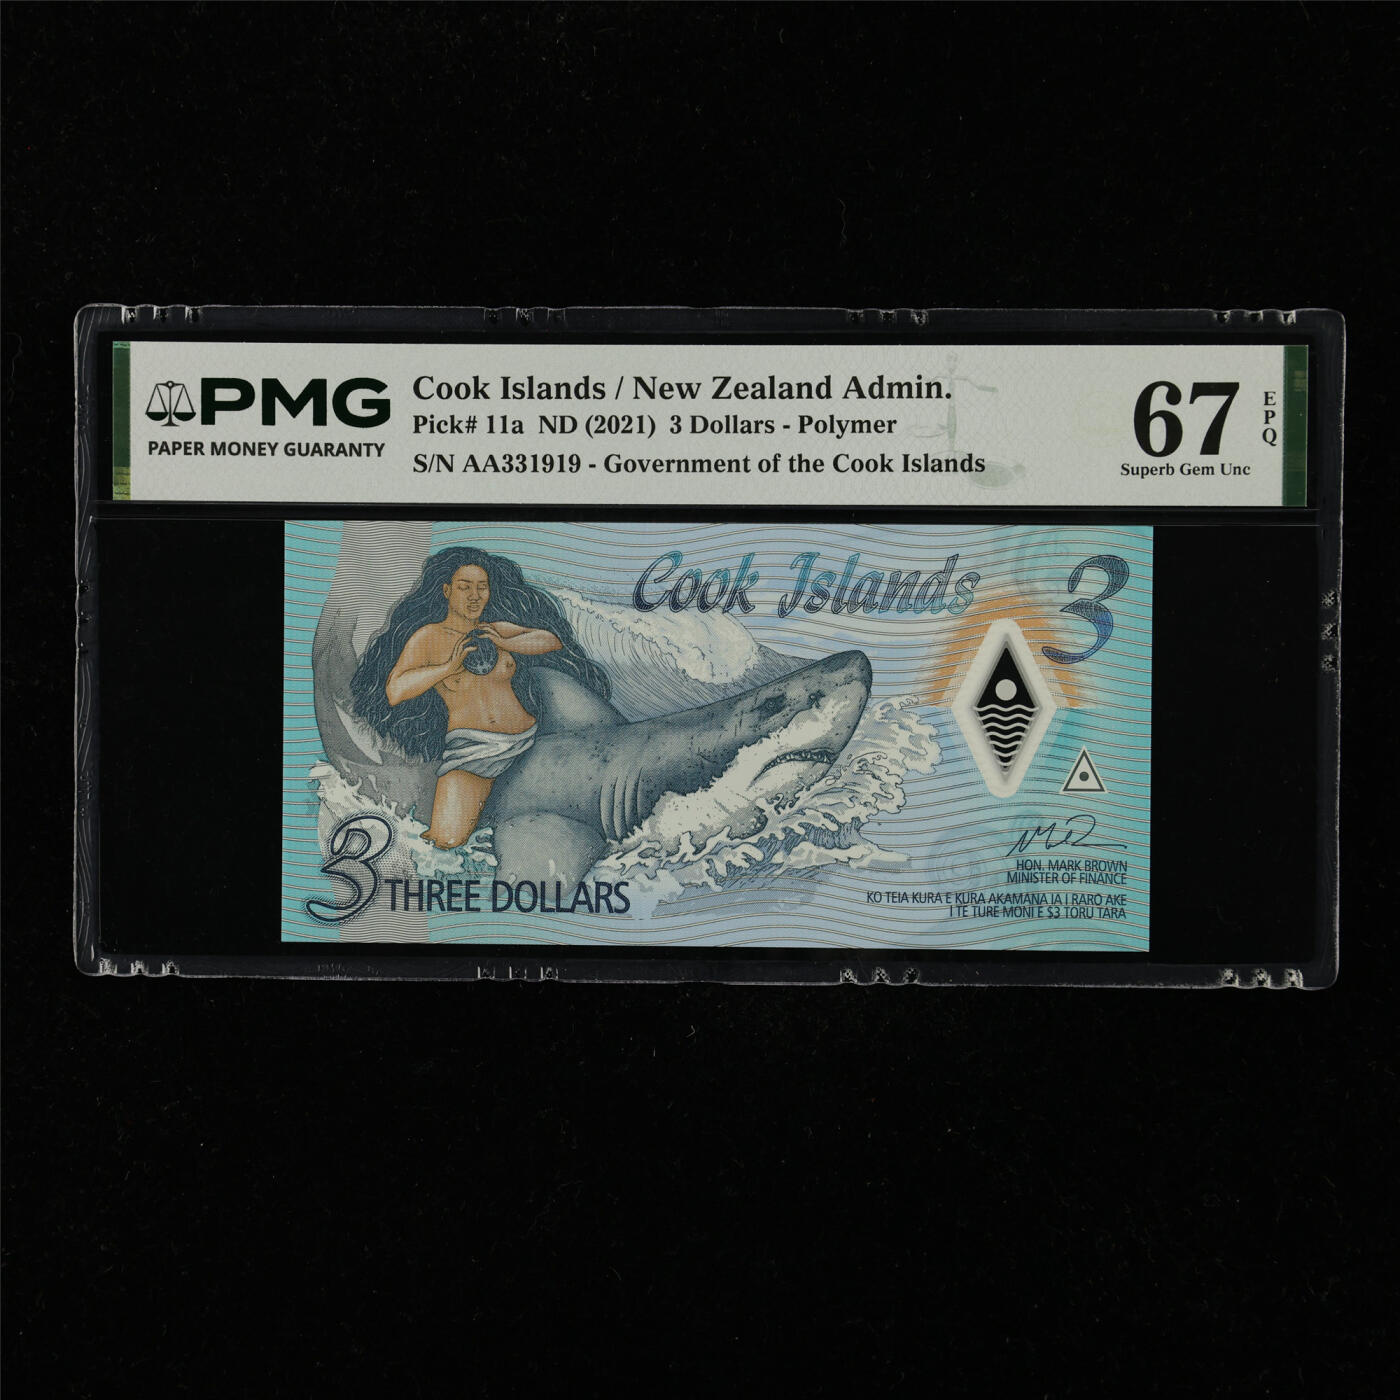 PMG
PAPER MONEY GUARANTY
Cook Islands / New Zealand Admin.
Pick# 11a ND (2021) 3 Dollars - Polymer
S/N AA331919 - Government of the Cook Islands
67
Superb Gem Unc
EPQ
Cook Islands
3
HON. MARK BROWN
MINISTER OF FINANCE
3 THREE DOLLARS
KO TEIA KURA E KURA AKAMANA IA I RARO AKE
I TE TURE MONI E $3 TORU TARA